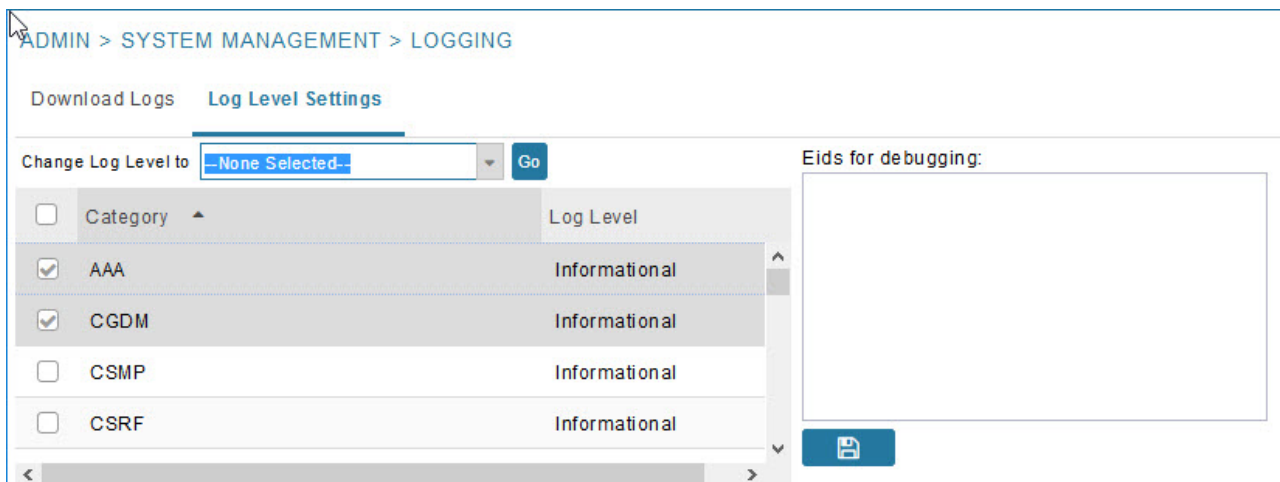 ADMIN > SYSTEM MANAGEMENT > LOGGING
Download Logs Log Level Settings
Change Log Level to --None Selected-- Go
Eids for debugging:
Category Log Level
AAA Informational
CGDM Informational
CSMP Informational
CSRF Informational